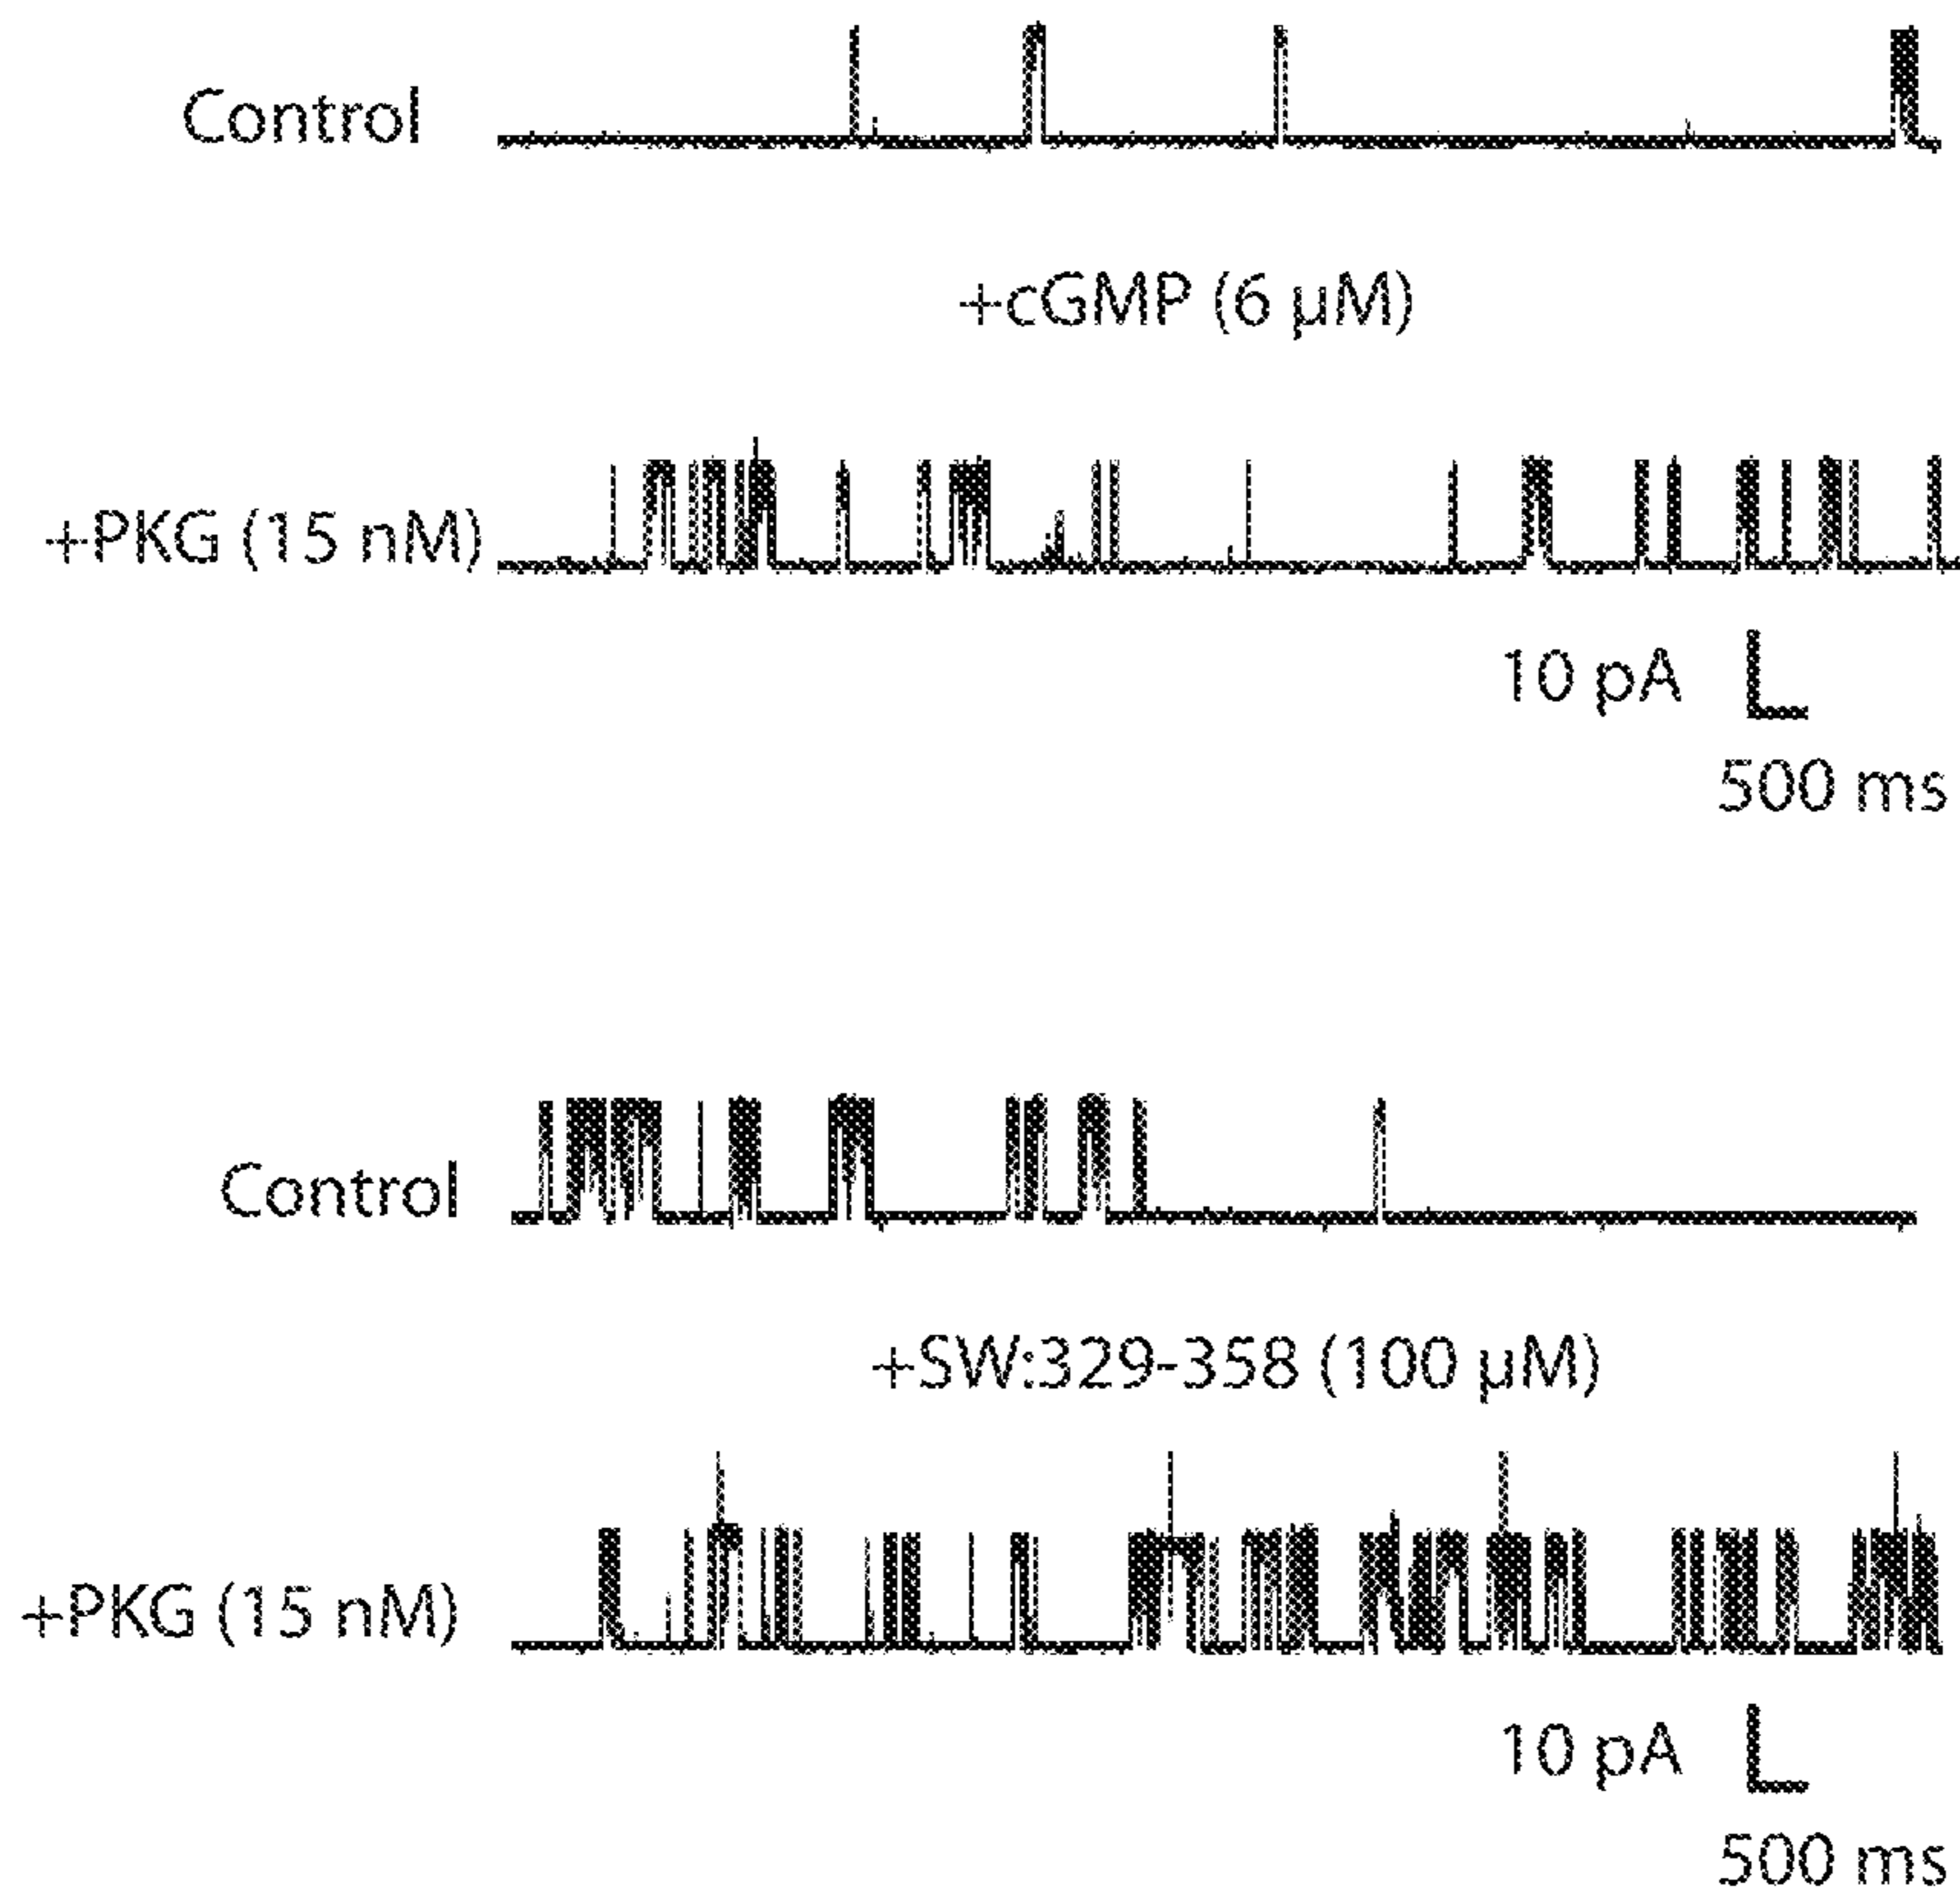 Control
+cGMP (6 µM)
+PKG (15 nM)
10 pA
500 ms
Control
+SW:329-358 (100 µM)
+PKG (15 nM)
10 pA
500 ms